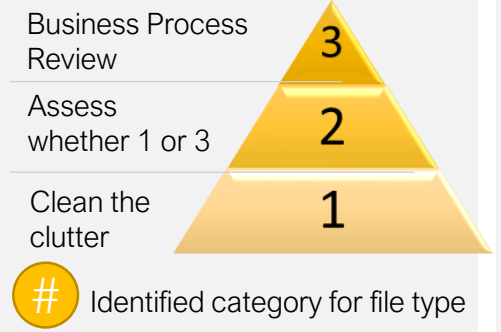 Business Process
Review
3
Assess
whether 1 or 3
2
Clean the
clutter
1
# Identified category for file type